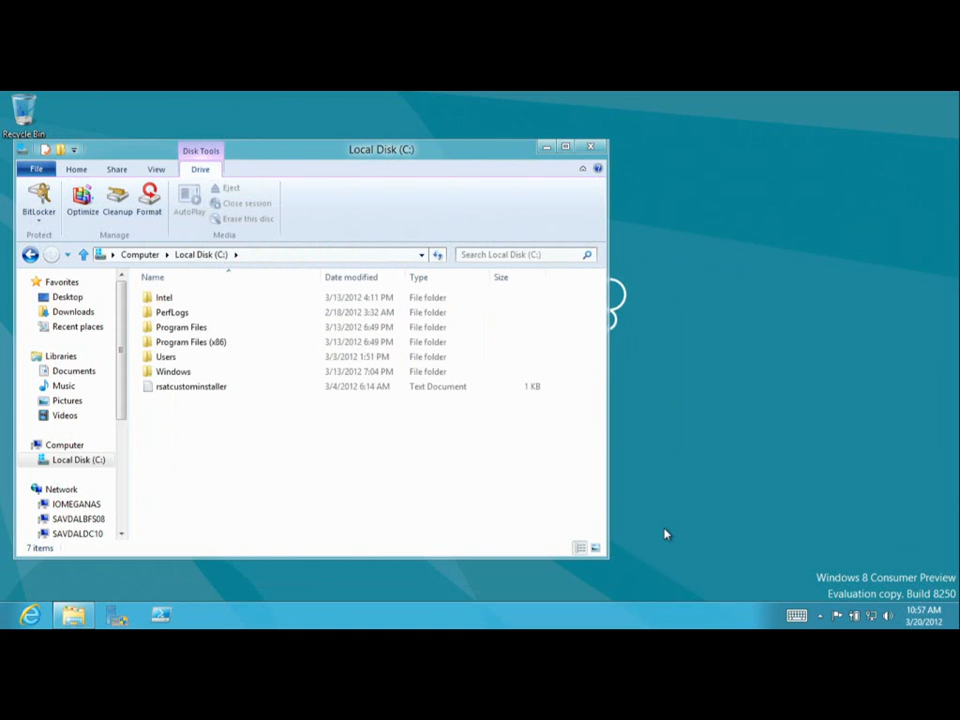 Recycle Bin
Disk Tools
Local Disk (C:)
File Home Share View Drive
BitLocker Optimize Cleanup Format AutoPlay
Eject
Close session
Erase this disc
Protect Manage Media
Computer Local Disk (C:) Search Local Disk (C:)
Name Date modified Type Size
Intel 3/13/2012 4:11 PM File folder
PerfLogs 2/18/2012 3:32 AM File folder
Program Files 3/13/2012 6:49 PM File folder
Program Files (x86) 3/13/2012 6:49 PM File folder
Users 3/3/2012 1:51 PM File folder
Windows 3/13/2012 7:04 PM File folder
rsatcustominstaller 3/4/2012 6:14 AM Text Document 1 KB
Favorites
Desktop
Downloads
Recent places
Libraries
Documents
Music
Pictures
Videos
Computer
Local Disk (C:)
Network
IOMEGANAS
SAVDALBFS08
SAVDALDC10
7 items
Windows 8 Consumer Preview
Evaluation copy. Build 8250
10:57 AM
3/20/2012